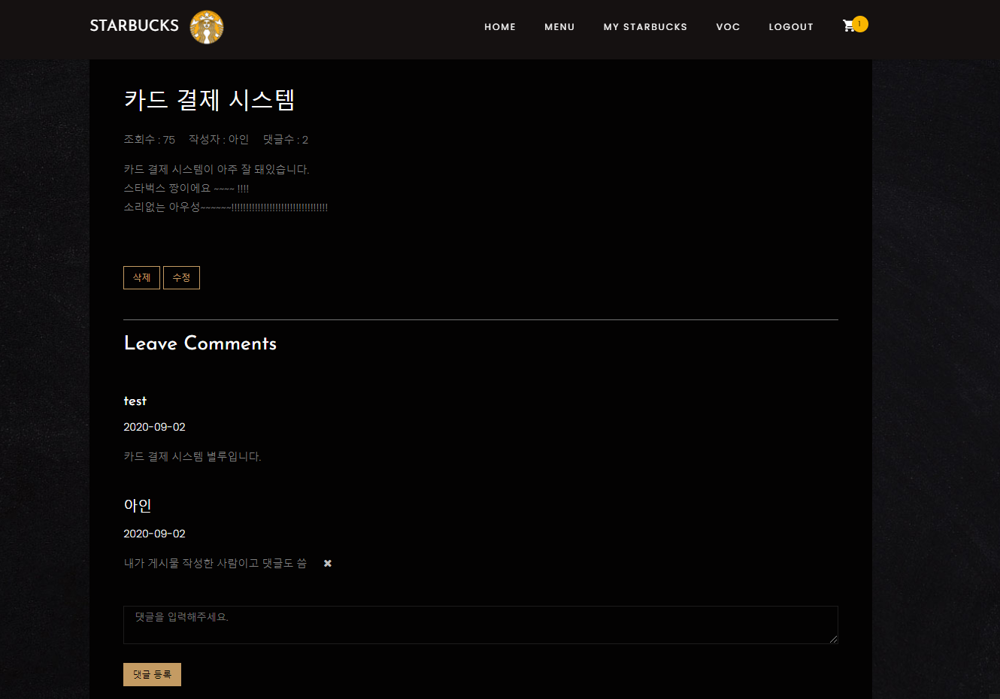 STARBUCKS
HOME MENU MY STARBUCKS VOC LOGOUT 1
카드 결제 시스템
조회수 : 75 작성자 : 아인 댓글수 : 2
카드 결제 시스템이 아주 잘 돼있습니다.
스타벅스 짱이에요 ~~~~ !!!!
소리없는 아우성~~~~~~!!!!!!!!!!!!!!!!!!!!!!!!!!!!!!!!!
삭제 수정
Leave Comments
test
2020-09-02
카드 결제 시스템 별루입니다.
아인
2020-09-02
내가 게시물 작성한 사람이고 댓글도 씀 ✖
댓글을 입력해주세요.
댓글 등록